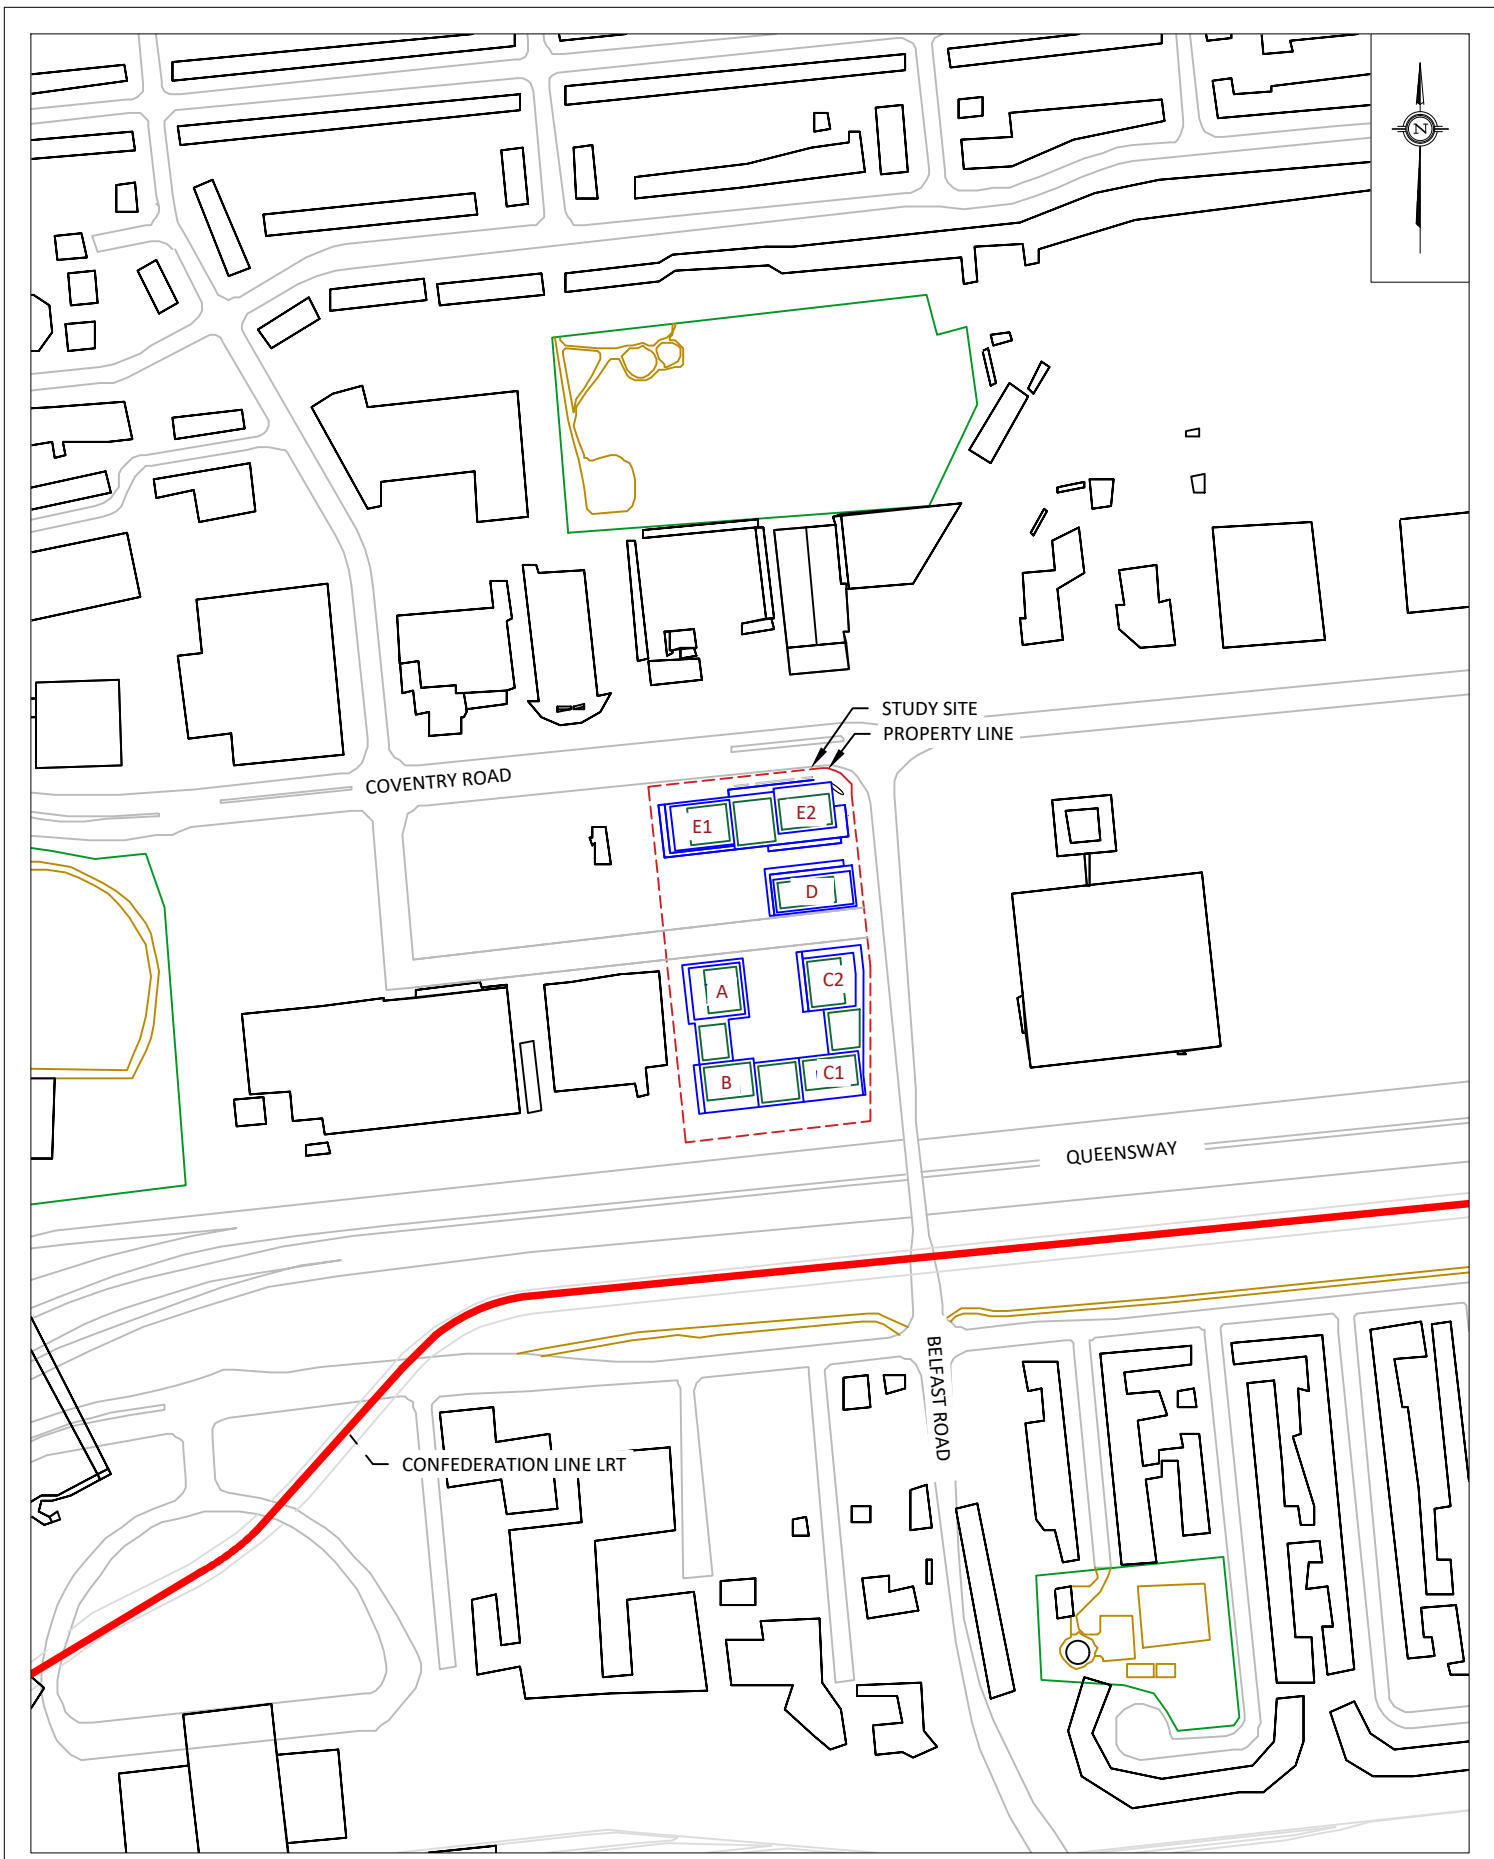 N
STUDY SITE
PROPERTY LINE
COVENTRY ROAD
E1
E2
D
A
C2
B
C1
QUEENSWAY
BELFAST ROAD
CONFEDERATION LINE LRT